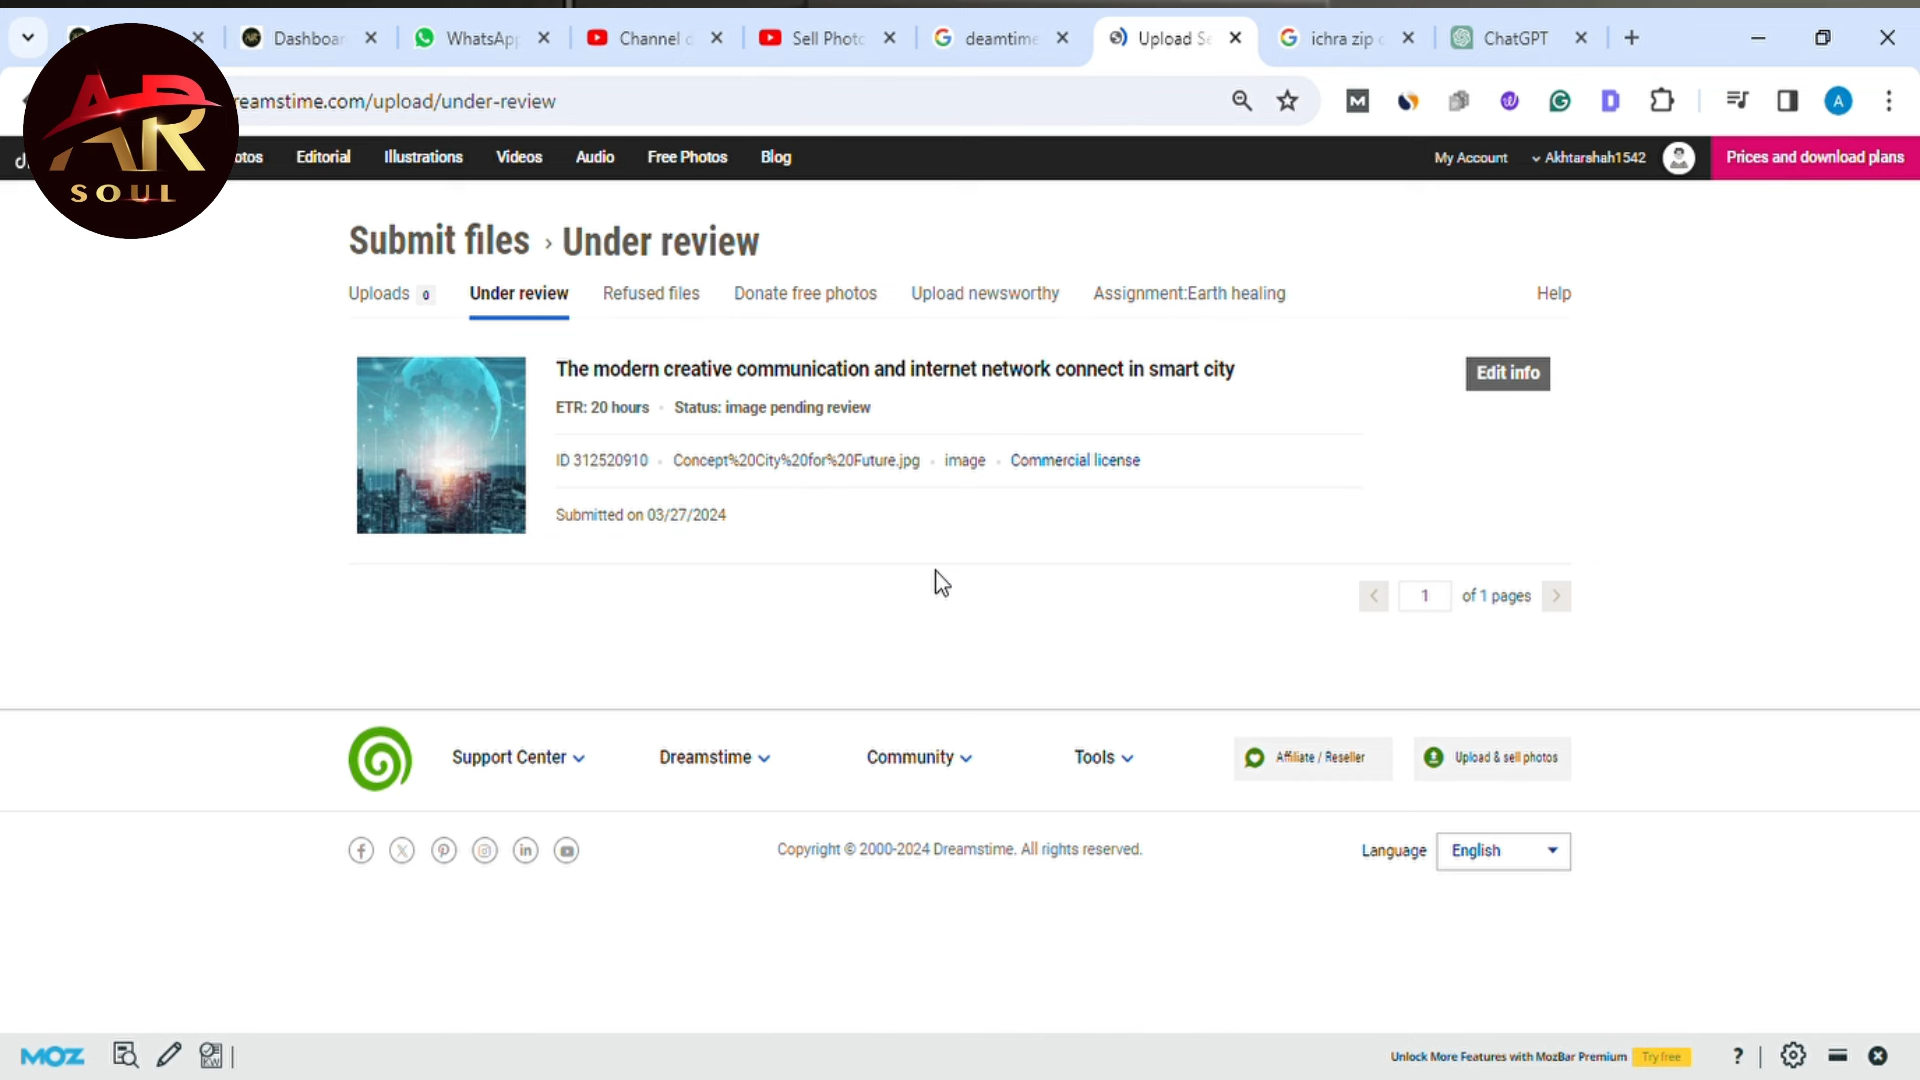 Dashboar
WhatsApp
Channel c
Sell Photo
deamtime
Upload Se
ichra zip c
ChatGPT
reamstime.com/upload/under-review
AR
SOUL
otos
Editorial
Illustrations
Videos
Audio
Free Photos
Blog
My Account
Akhtarshah1542
Prices and download plans
Submit files › Under review
Uploads 0
Under review
Refused files
Donate free photos
Upload newsworthy
Assignment:Earth healing
Help
The modern creative communication and internet network connect in smart city
Edit info
ETR: 20 hours • Status: image pending review
ID 312520910 • Concept%20City%20for%20Future.jpg • image • Commercial license
Submitted on 03/27/2024
1 of 1 pages
Support Center
Dreamstime
Community
Tools
Affiliate / Reseller
Upload & sell photos
Copyright © 2000-2024 Dreamstime. All rights reserved.
Language English
MOZ
Unlock More Features with MozBar Premium Try free